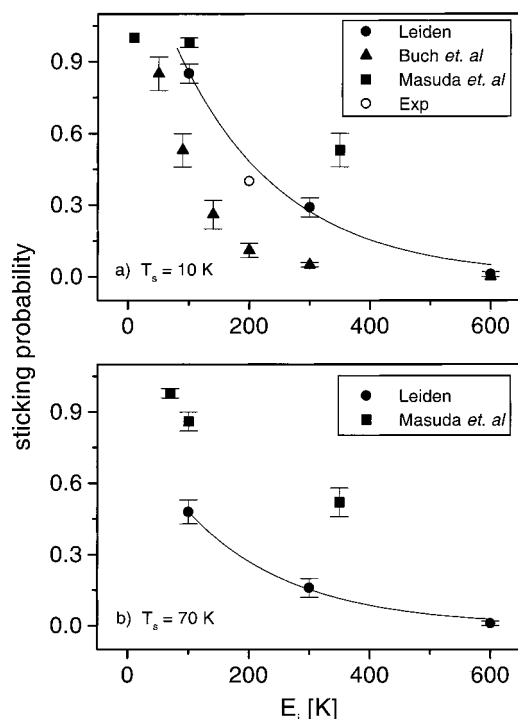 sticking probability
0.9
0.6
0.3
0.0
Leiden
Buch et. al
Masuda et. al
Exp
a) Tₛ = 10 K
0
200
400
600
0.9
0.6
0.3
0.0
Leiden
Masuda et. al
b) Tₛ = 70 K
0
200
400
600
Eᵢ [K]